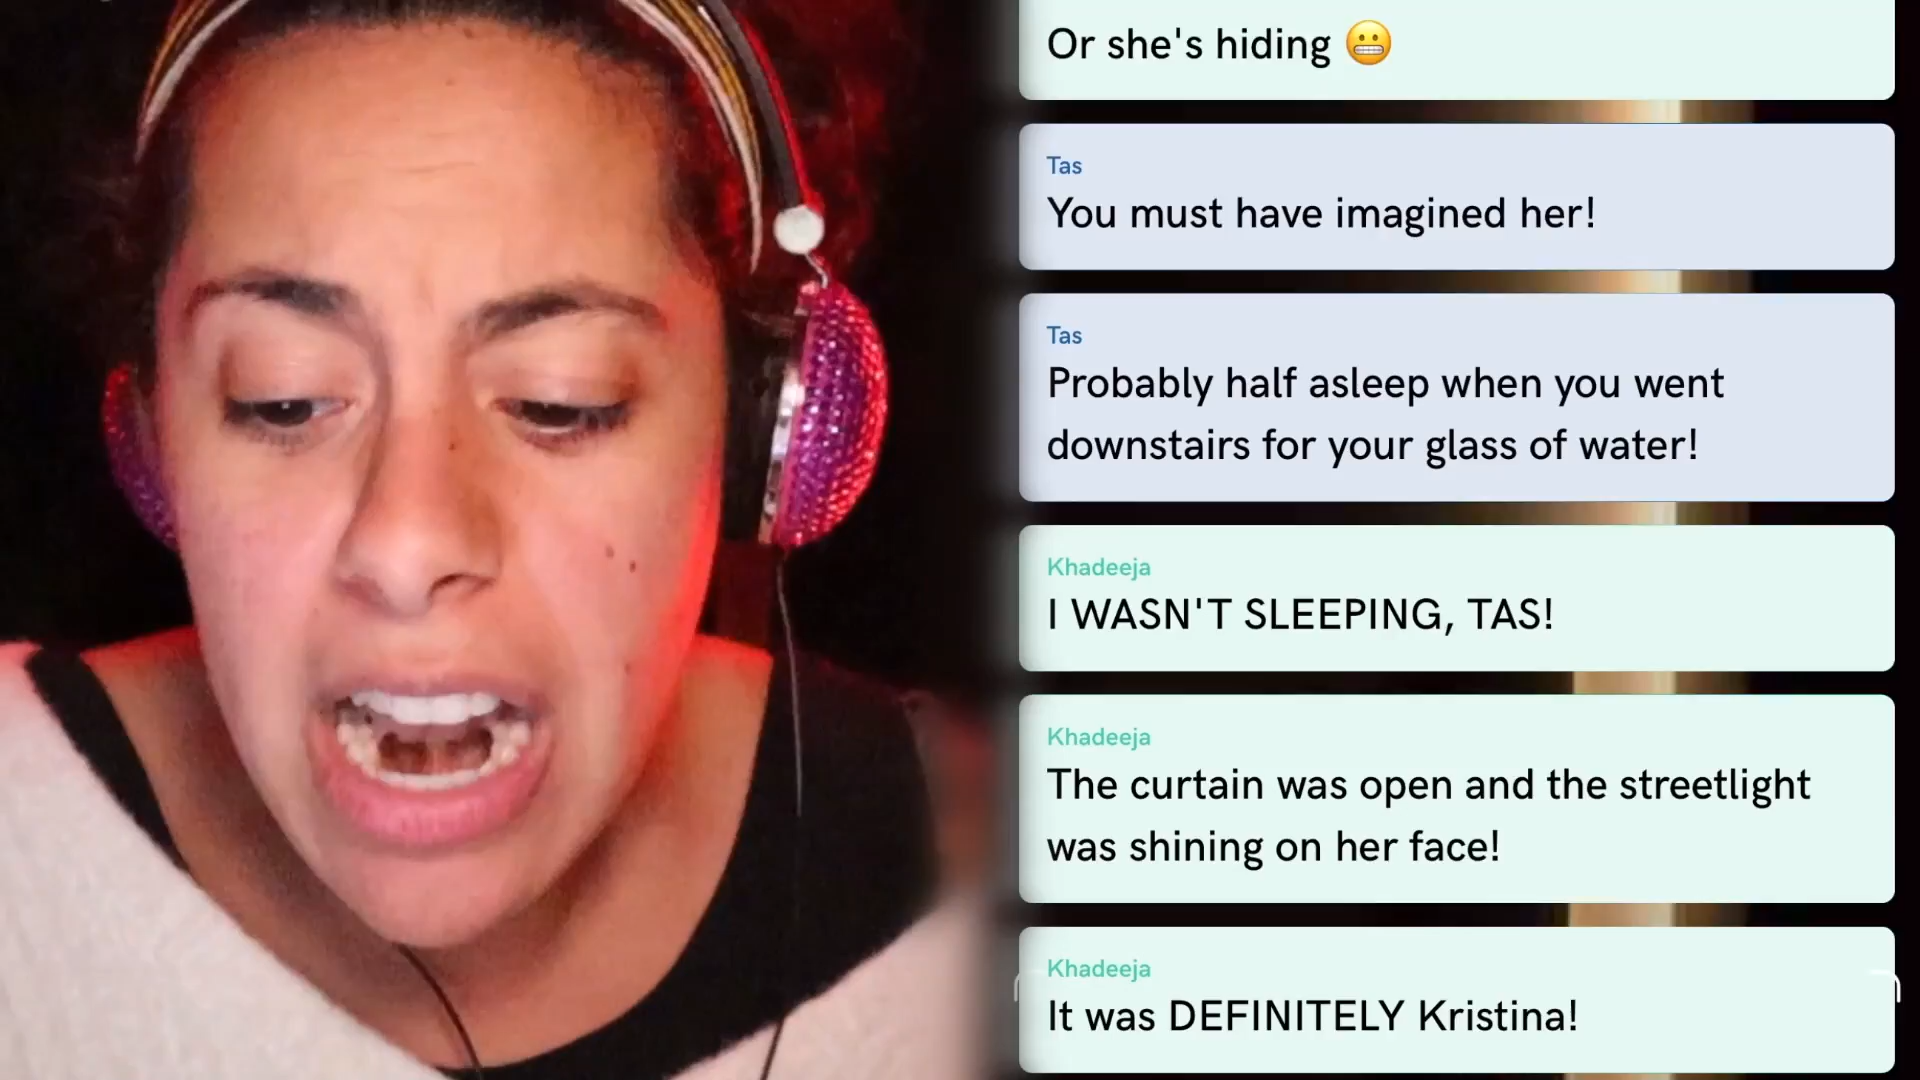 Or she's hiding 😬
Tas
You must have imagined her!
Tas
Probably half asleep when you went
downstairs for your glass of water!
Khadeeja
I WASN'T SLEEPING, TAS!
Khadeeja
The curtain was open and the streetlight
was shining on her face!
Khadeeja
It was DEFINITELY Kristina!